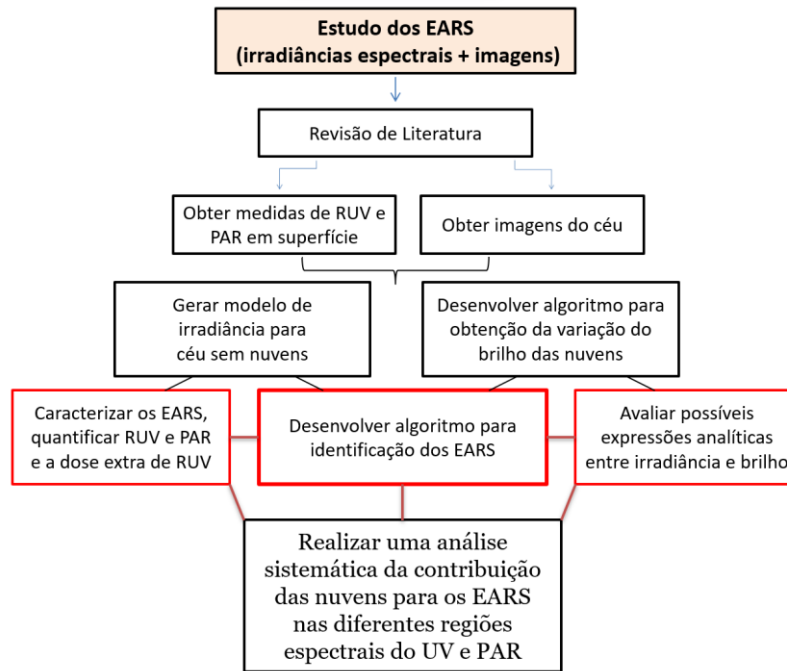 Estudo dos EARS
(irradiâncias espectrais + imagens)
Revisão de Literatura
Obter medidas de RUV e
PAR em superfície
Obter imagens do céu
Gerar modelo de
irradiância para
céu sem nuvens
Desenvolver algoritmo para
obtenção da variação do
brilho das nuvens
Caracterizar os EARS,
quantificar RUV e PAR
e a dose extra de RUV
Desenvolver algoritmo para
identificação dos EARS
Avaliar possíveis
expressões analíticas
entre irradiância e brilho
Realizar uma análise
sistemática da contribuição
das nuvens para os EARS
nas diferentes regiões
espectrais do UV e PAR